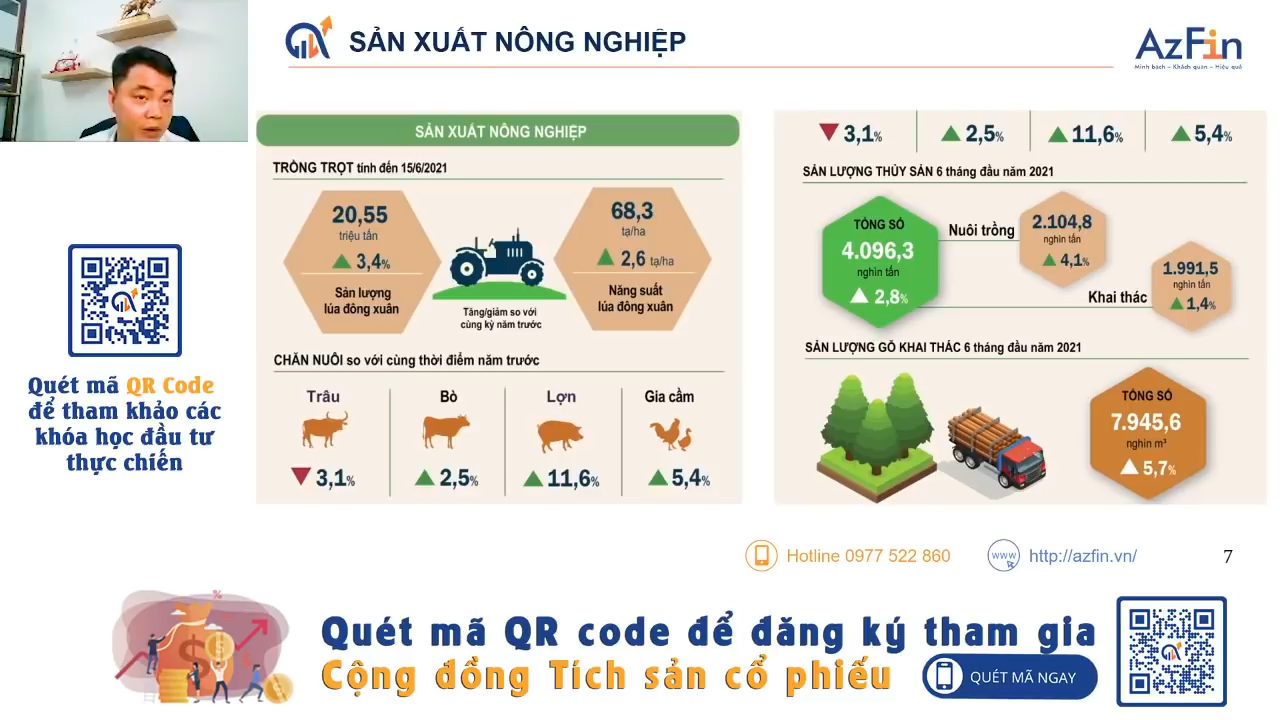 SẢN XUẤT NÔNG NGHIỆP
AzFin
Minh bạch – Khách quan – Hiệu quả
SẢN XUẤT NÔNG NGHIỆP
TRỒNG TRỌT tính đến 15/6/2021
20,55
triệu tấn
3,4%
Sản lượng
lúa đông xuân
Tăng/giảm so với
cùng kỳ năm trước
68,3
tạ/ha
2,6 tạ/ha
Năng suất
lúa đông xuân
CHĂN NUÔI so với cùng thời điểm năm trước
Trâu
Bò
Lợn
Gia cầm
3,1%
2,5%
11,6%
5,4%
3,1%
2,5%
11,6%
5,4%
SẢN LƯỢNG THỦY SẢN 6 tháng đầu năm 2021
TỔNG SỐ
4.096,3
nghìn tấn
2,8%
Nuôi trồng
2.104,8
nghìn tấn
4,1%
Khai thác
1.991,5
nghìn tấn
1,4%
SẢN LƯỢNG GỖ KHAI THÁC 6 tháng đầu năm 2021
TỔNG SỐ
7.945,6
nghìn m³
5,7%
Quét mã QR Code
để tham khảo các
khóa học đầu tư
thực chiến
Hotline 0977 522 860
www
http://azfin.vn/
7
Quét mã QR code để đăng ký tham gia
Cộng đồng Tích sản cổ phiếu
QUÉT MÃ NGAY